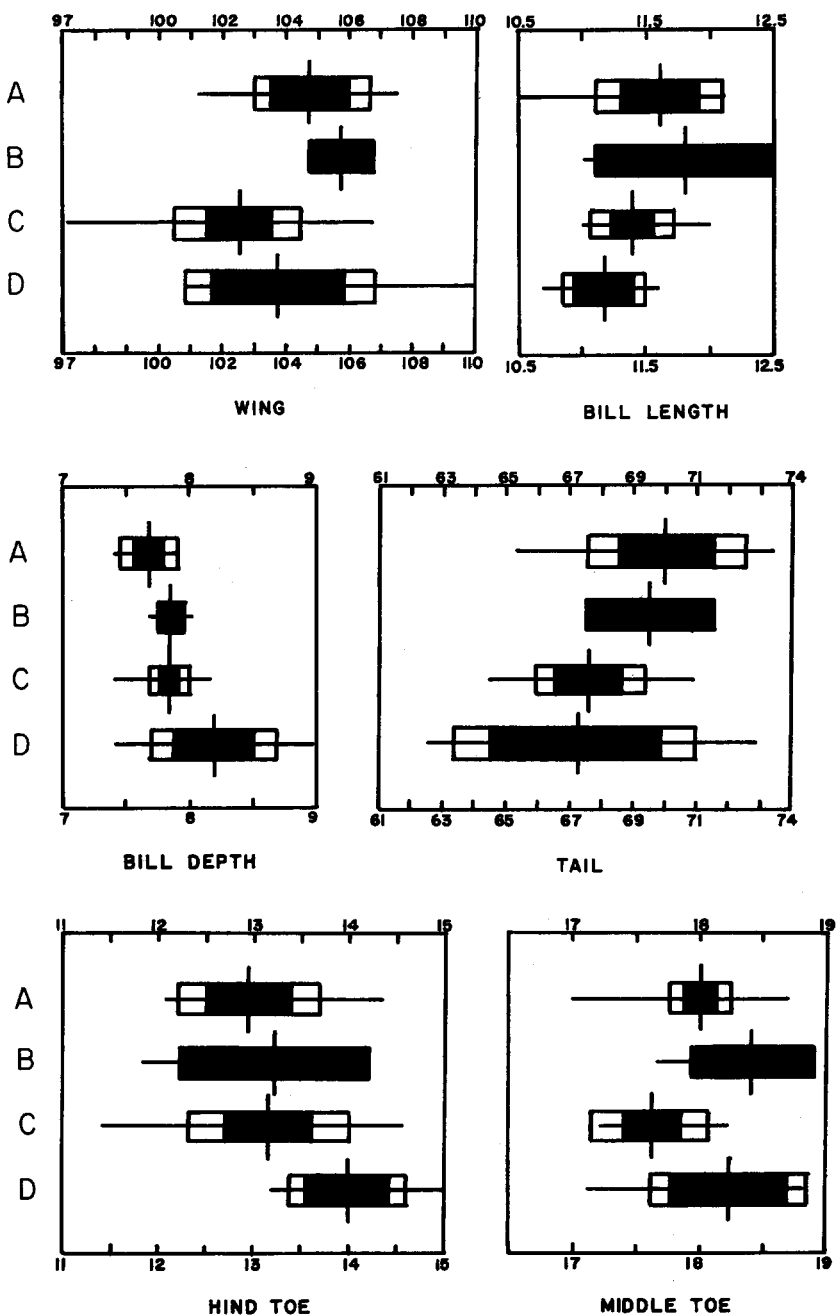 97 100 102 104 106 108 110
A
B
C
D
97 100 102 104 106 108 110
WING
10.5 11.5 12.5
10.5 11.5 12.5
BILL LENGTH
7 8 9
A
B
C
D
7 8 9
BILL DEPTH
61 63 65 67 69 71 74
61 63 65 67 69 71 74
TAIL
11 12 13 14 15
A
B
C
D
11 12 13 14 15
HIND TOE
17 18 19
17 18 19
MIDDLE TOE